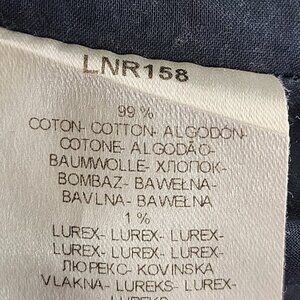 LNR158
99 %
COTON- COTTON- ALGODÓN-
COTONE- ALGODÃO-
BAUMWOLLE- ХЛОПОК-
BOMBAZ- BAWEŁNA-
BAVLNA- BAWEŁNA
1 %
LUREX- LUREX- LUREX-
LUREX- LUREX- LUREX-
ЛЮРЕКС- KOVINSKA
VLAKNA- LUREKS- LUREX-